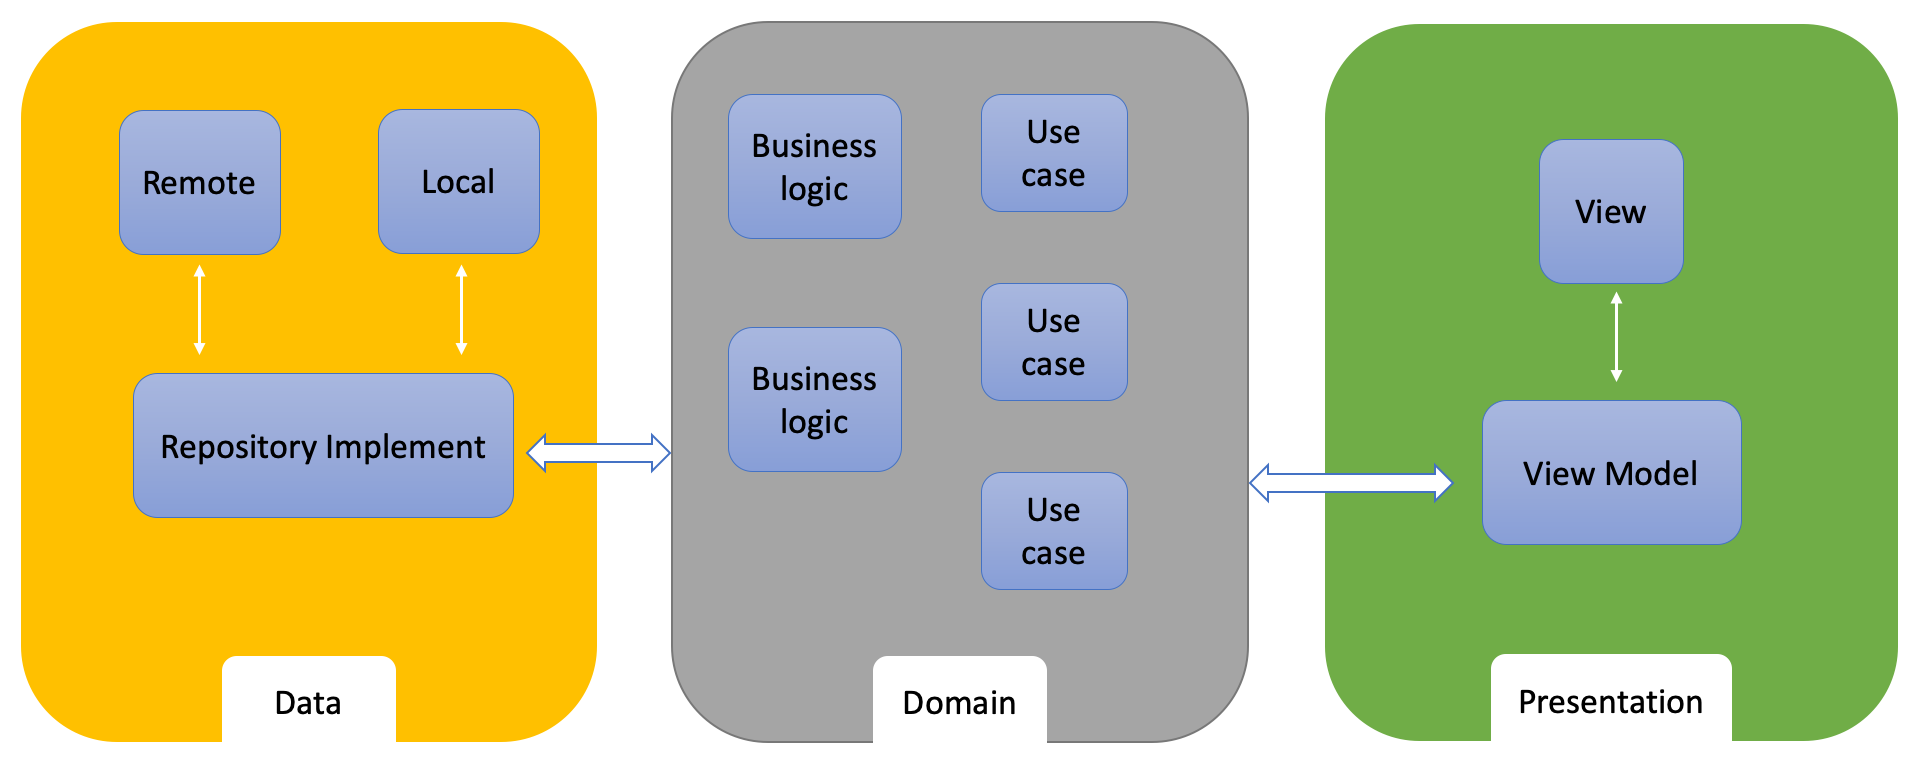 Remote
Local
Repository Implement
Data
Business
logic
Business
logic
Use
case
Use
case
Use
case
Domain
View
View Model
Presentation